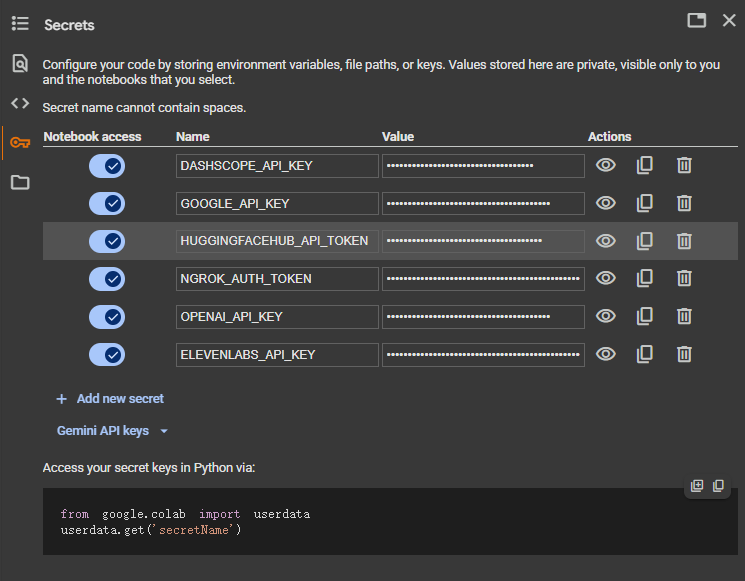 Secrets
Configure your code by storing environment variables, file paths, or keys. Values stored here are private, visible only to you
and the notebooks that you select.
Secret name cannot contain spaces.
Notebook access Name Value Actions
DASHSCOPE_API_KEY
GOOGLE_API_KEY
HUGGINGFACEHUB_API_TOKEN
NGROK_AUTH_TOKEN
OPENAI_API_KEY
ELEVENLABS_API_KEY
+ Add new secret
Gemini API keys
Access your secret keys in Python via:
from google.colab import userdata
userdata.get('secretName')